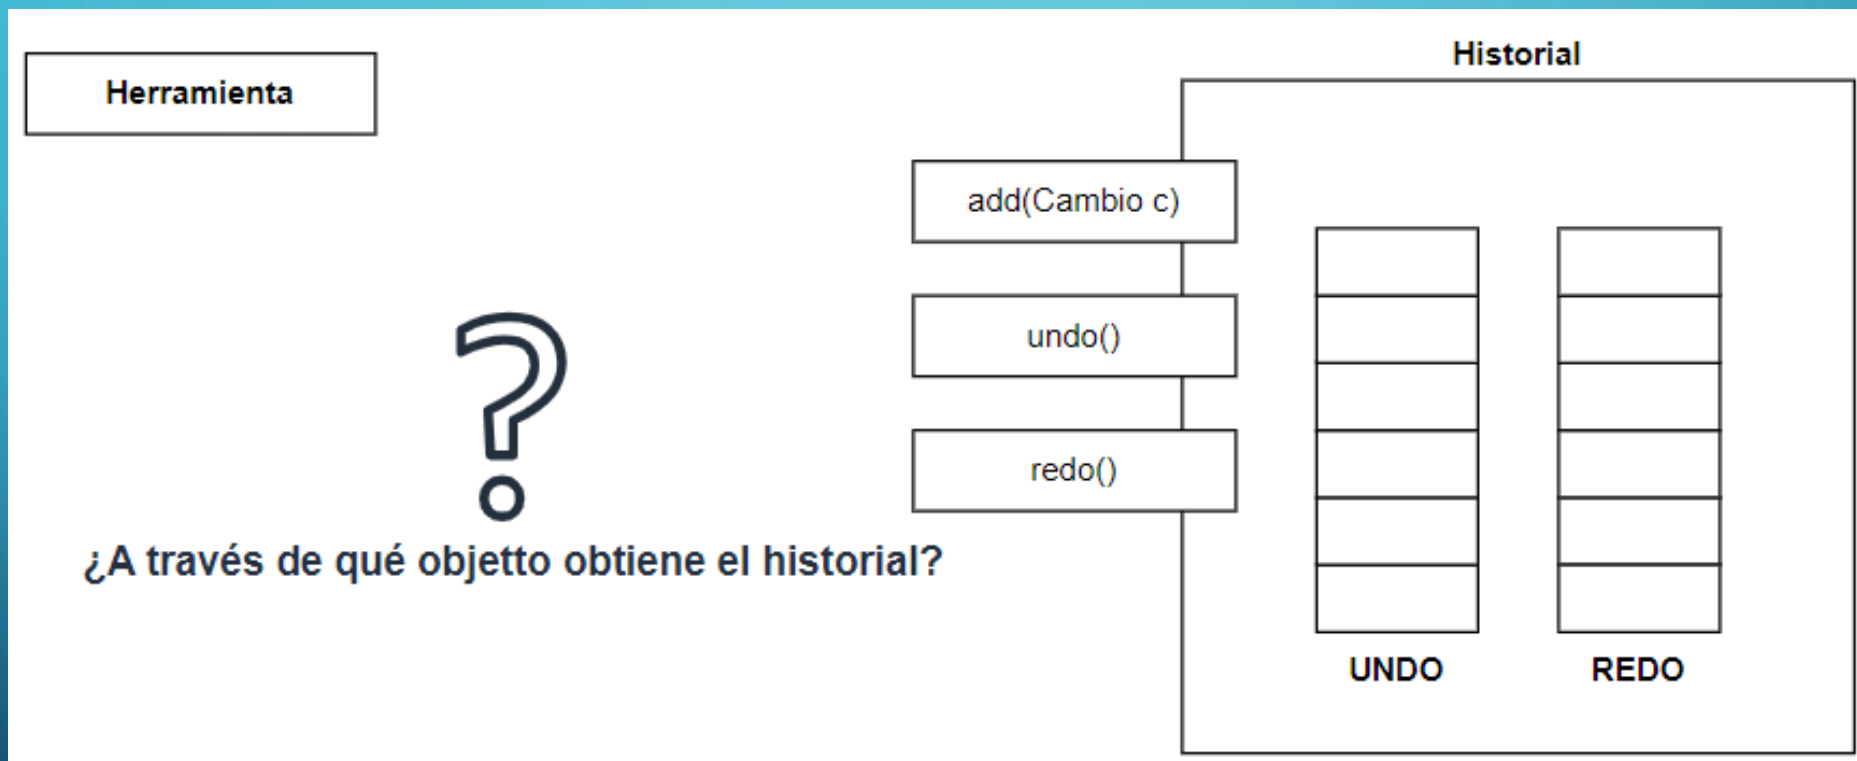 Historial
Herramienta
add(Cambio c)
undo()
redo()
¿A través de qué objetto obtiene el historial?
UNDO
REDO